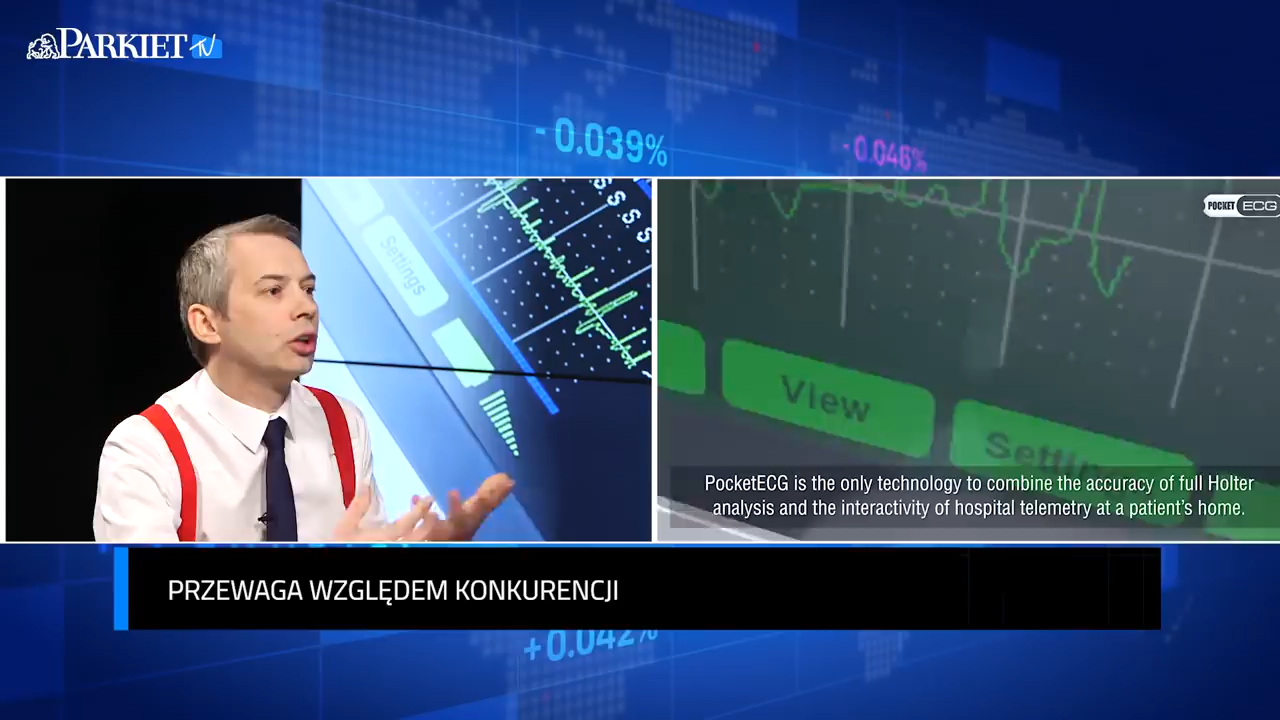 PARKIET TV
- 0.039%
- 0.046%
Settings
S S S S
POCKET ECG
View
Settin
PocketECG is the only technology to combine the accuracy of full Holter
analysis and the interactivity of hospital telemetry at a patient's home.
PRZEWAGA WZGLĘDEM KONKURENCJI
+0.042%